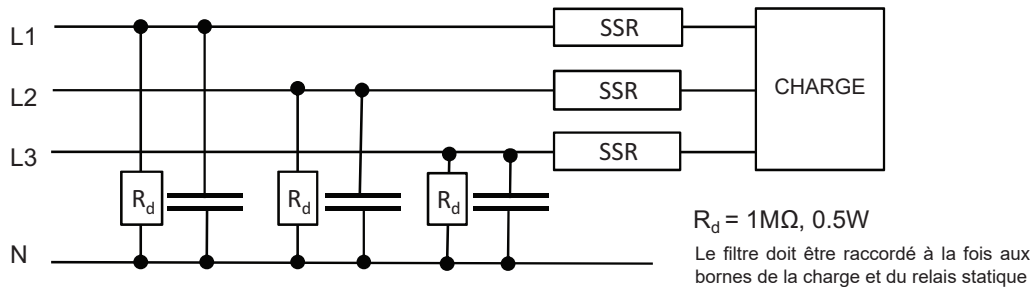 L1
SSR
L2
SSR
CHARGE
L3
SSR
Rd
Rd
Rd
N
Rd = 1MΩ, 0.5W
Le filtre doit être raccordé à la fois aux
bornes de la charge et du relais statique